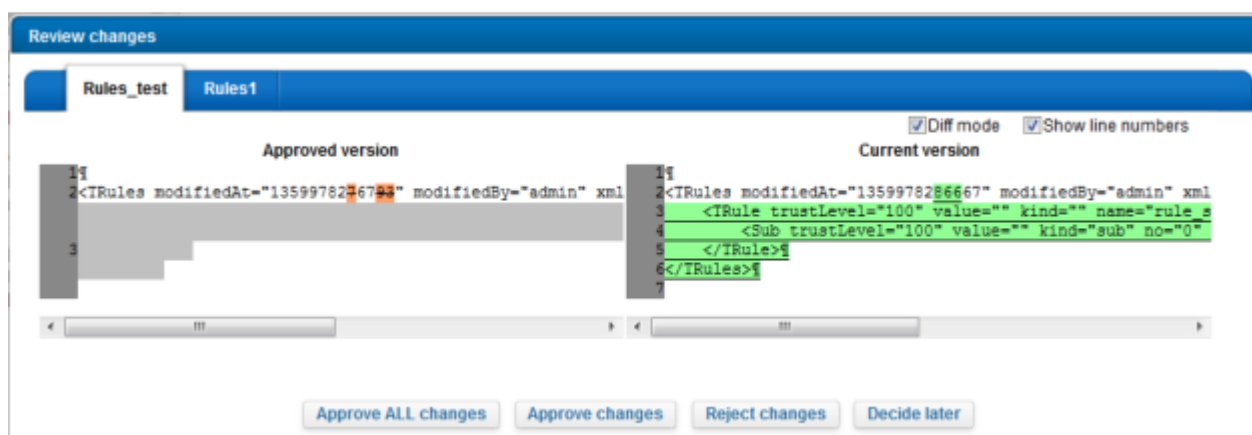 Review changes
Rules_test Rules1
Diff mode Show line numbers
Approved version Current version
1¶
2<TRules modifiedAt="1359978276793" modifiedBy="admin" xml
3
1¶
2<TRules modifiedAt="1359978286667" modifiedBy="admin" xml
3 <TRule trustLevel="100" value="" kind="" name="rule_s
4 <Sub trustLevel="100" value="" kind="sub" no="0"
5 </TRule>¶
6</TRules>¶
7
Approve ALL changes Approve changes Reject changes Decide later